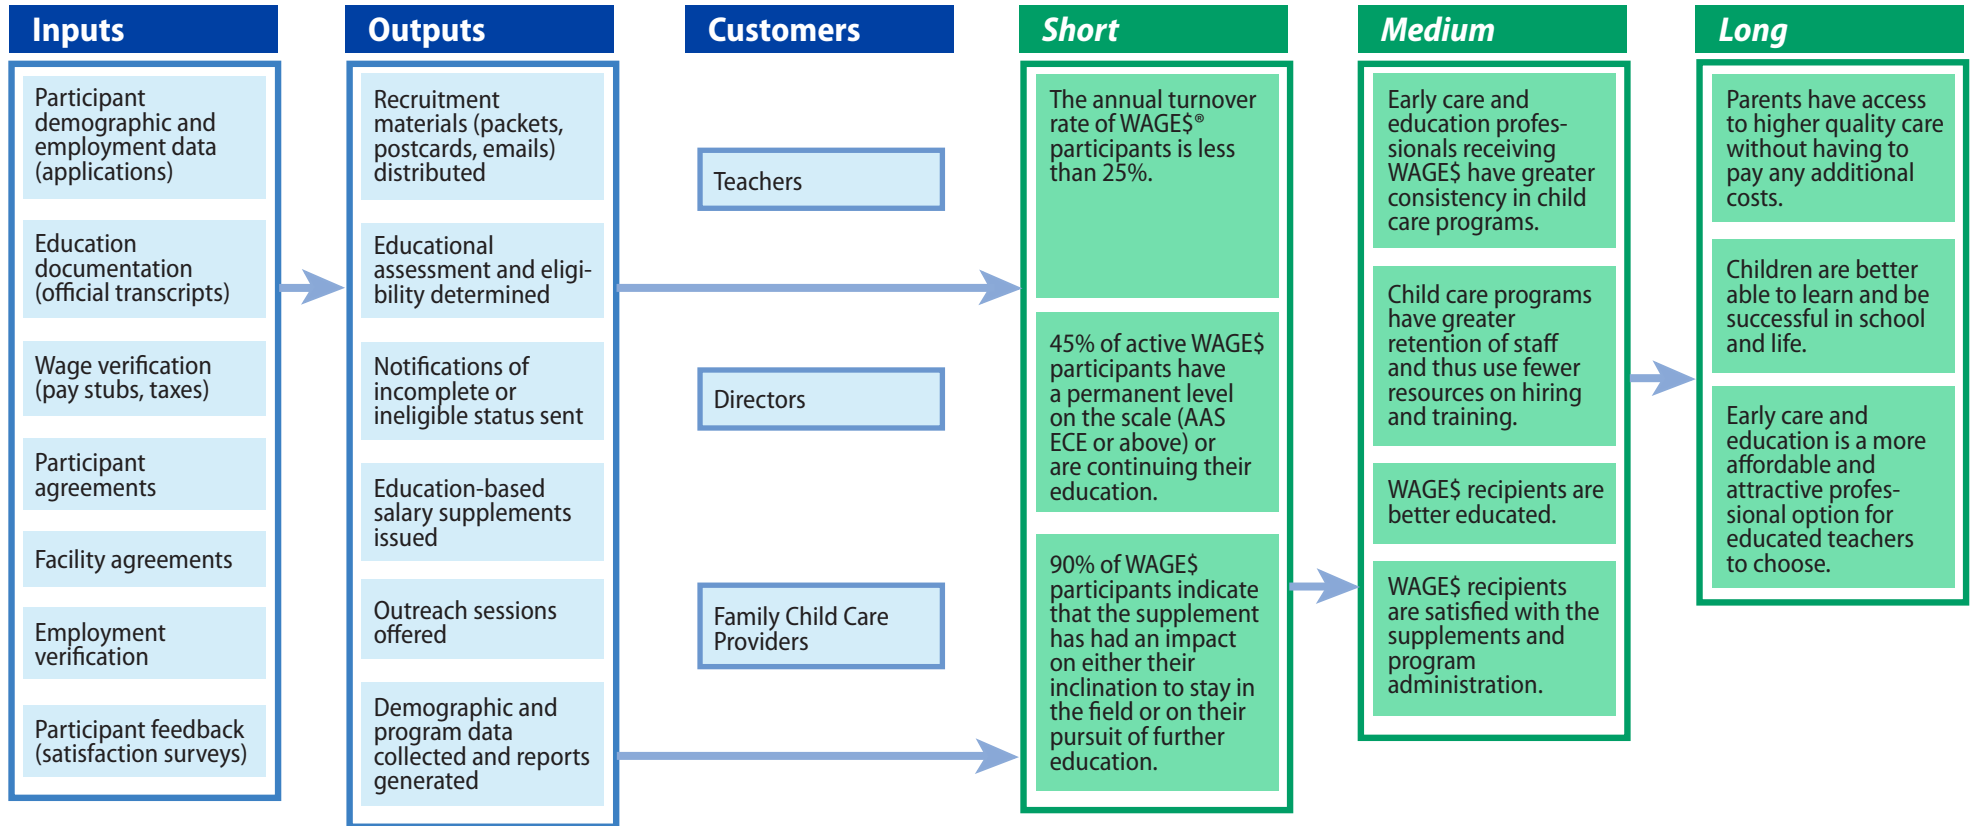 Inputs
Participant
demographic and
employment data
(applications)
Education
documentation
(official transcripts)
Wage verification
(pay stubs, taxes)
Participant
agreements
Facility agreements
Employment
verification
Participant feedback
(satisfaction surveys)
Outputs
Recruitment
materials (packets,
postcards, emails)
distributed
Educational
assessment and eligi-
bility determined
Notifications of
incomplete or
ineligible status sent
Education-based
salary supplements
issued
Outreach sessions
offered
Demographic and
program data
collected and reports
generated
Customers
Teachers
Directors
Family Child Care
Providers
Short
The annual turnover
rate of WAGE$®
participants is less
than 25%.
45% of active WAGE$
participants have
a permanent level
on the scale (AAS
ECE or above) or
are continuing their
education.
90% of WAGE$
participants indicate
that the supplement
has had an impact
on either their
inclination to stay in
the field or on their
pursuit of further
education.
Medium
Early care and
education profes-
sionals receiving
WAGE$ have greater
consistency in child
care programs.
Child care programs
have greater
retention of staff
and thus use fewer
resources on hiring
and training.
WAGE$ recipients are
better educated.
WAGE$ recipients
are satisfied with the
supplements and
program
administration.
Long
Parents have access
to higher quality care
without having to
pay any additional
costs.
Children are better
able to learn and be
successful in school
and life.
Early care and
education is a more
affordable and
attractive profes-
sional option for
educated teachers
to choose.